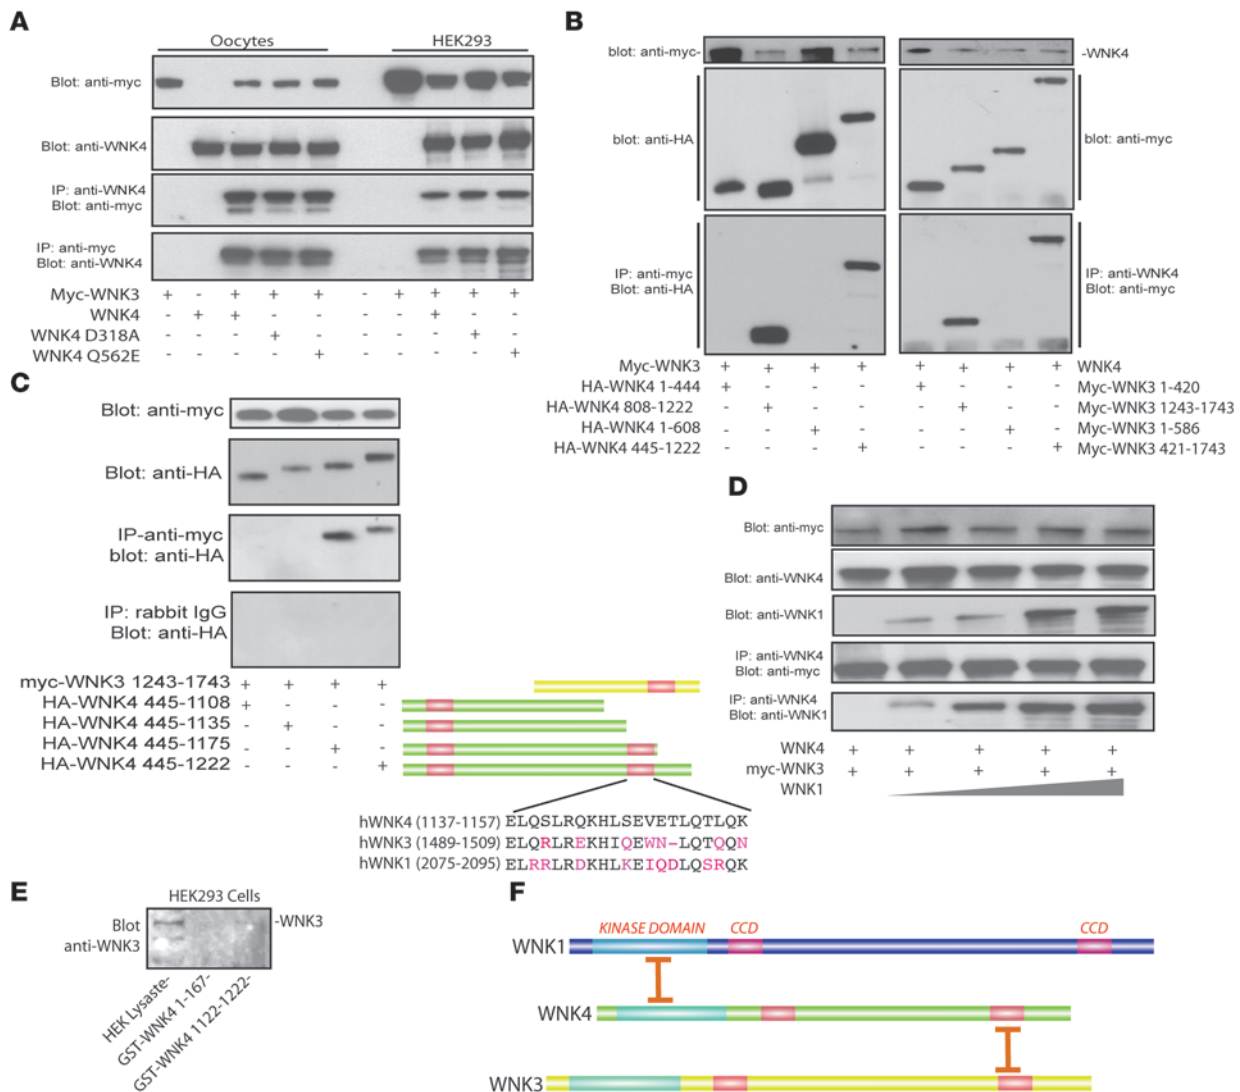 A
Oocytes HEK293
Blot: anti-myc
Blot: anti-WNK4
IP: anti-WNK4
Blot: anti-myc
IP: anti-myc
Blot: anti-WNK4
Myc-WNK3 + - + + + - + + + +
WNK4 - + + - - - - + - -
WNK4 D318A - - - + - - - - + -
WNK4 Q562E - - - - + - - - - +
B
blot: anti-myc- -WNK4
blot: anti-HA blot: anti-myc
IP: anti-myc
Blot: anti-HA
IP: anti-WNK4
Blot: anti-myc
Myc-WNK3 + + + + + + + + WNK4
HA-WNK4 1-444 + - - - + - - - Myc-WNK3 1-420
HA-WNK4 808-1222 - + - - - + - - Myc-WNK3 1243-1743
HA-WNK4 1-608 - - + - - - + - Myc-WNK3 1-586
HA-WNK4 445-1222 - - - + - - - + Myc-WNK3 421-1743
C
Blot: anti-myc
Blot: anti-HA
IP-anti-myc
blot: anti-HA
IP: rabbit IgG
Blot: anti-HA
myc-WNK3 1243-1743 + + + +
HA-WNK4 445-1108 + - - -
HA-WNK4 445-1135 - + - -
HA-WNK4 445-1175 - - + -
HA-WNK4 445-1222 - - - +
hWNK4 (1137-1157) ELQSLRQKHLSEVETLQTLQK
hWNK3 (1489-1509) ELQRLREKHIQEWN-LQTQQN
hWNK1 (2075-2095) ELRRLRDKHLKEIQDLQSRQK
D
Blot: anti-myc
Blot: anti-WNK4
Blot: anti-WNK1
IP: anti-WNK4
Blot: anti-myc
IP: anti-WNK4
Blot: anti-WNK1
WNK4 + + + + +
myc-WNK3 + + + + +
WNK1
E
HEK293 Cells
Blot
anti-WNK3
-WNK3
HEK Lysaste-
GST-WNK4 1-167-
GST-WNK4 1122-1222-
F
KINASE DOMAIN CCD CCD
WNK1
WNK4
WNK3